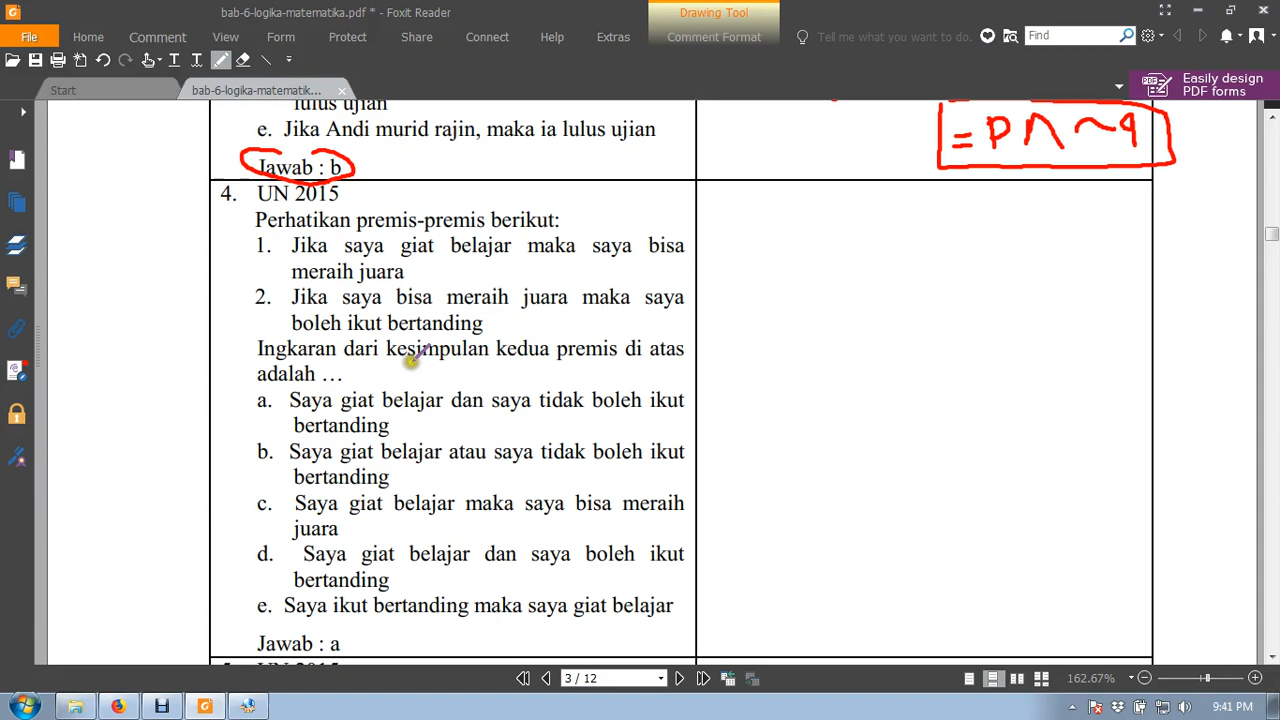 bab-6-logika-matematika.pdf * - Foxit Reader
Drawing Tool
File
Home
Comment
View
Form
Protect
Share
Connect
Help
Extras
Comment Format
Tell me what you want to do..
Find
Start
bab-6-logika-matematik...
Easily design
PDF forms
lulus ujian
e. Jika Andi murid rajin, maka ia lulus ujian
= P ∧ ~q
Jawab : b
4. UN 2015
Perhatikan premis-premis berikut:
1. Jika saya giat belajar maka saya bisa
meraih juara
2. Jika saya bisa meraih juara maka saya
boleh ikut bertanding
Ingkaran dari kesimpulan kedua premis di atas
adalah …
a. Saya giat belajar dan saya tidak boleh ikut
bertanding
b. Saya giat belajar atau saya tidak boleh ikut
bertanding
c. Saya giat belajar maka saya bisa meraih
juara
d. Saya giat belajar dan saya boleh ikut
bertanding
e. Saya ikut bertanding maka saya giat belajar
Jawab : a
5. UN 2015
3 / 12
162.67%
9:41 PM